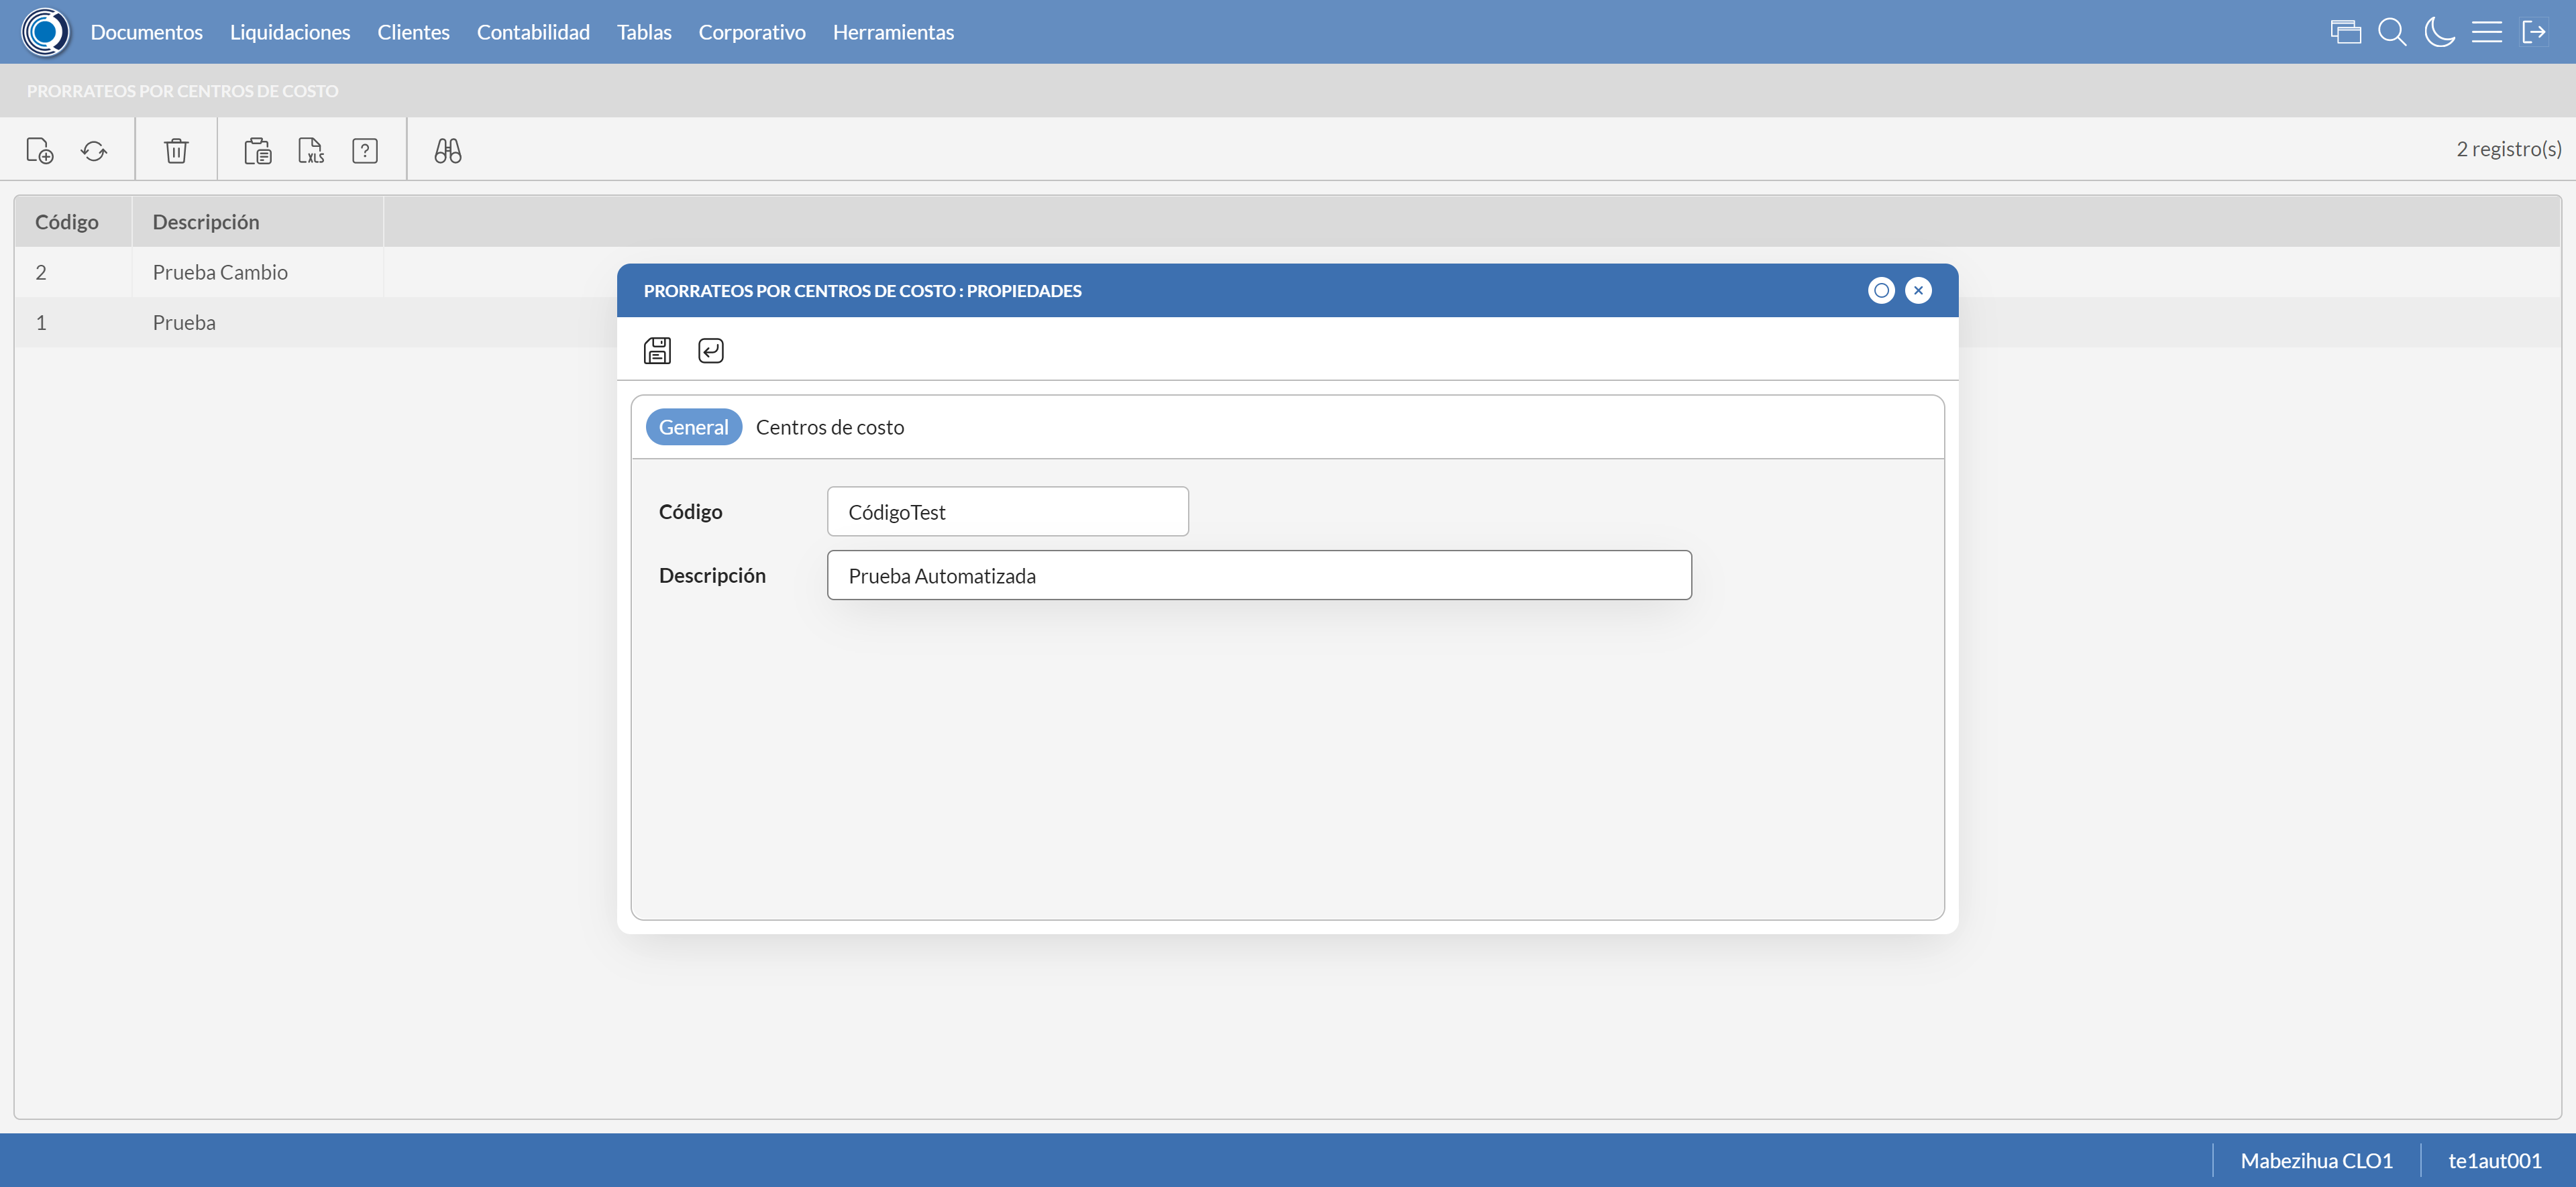 Documentos Liquidaciones Clientes Contabilidad Tablas Corporativo Herramientas
PRORRATEOS POR CENTROS DE COSTO
XLS ? 2 registro(s)
Código Descripción
2 Prueba Cambio
1 Prueba
PRORRATEOS POR CENTROS DE COSTO : PROPIEDADES
General Centros de costo
Código CódigoTest
Descripción Prueba Automatizada
Mabezihua CLO1 te1aut001